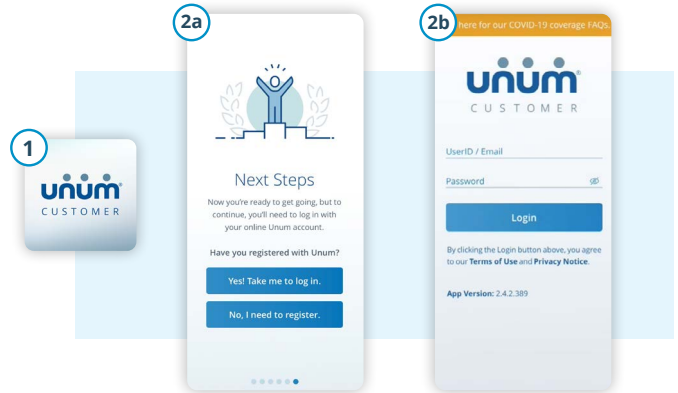 1
unum®
CUSTOMER
2a
Next Steps
Now you're ready to get going, but to
continue, you'll need to log in with
your online Unum account.
Have you registered with Unum?
Yes! Take me to log in.
No, I need to register.
2b
here for our COVID-19 coverage FAQs.
unum®
CUSTOMER
UserID / Email
Password
Login
By clicking the Login button above, you agree
to our Terms of Use and Privacy Notice.
App Version: 2.4.2.389